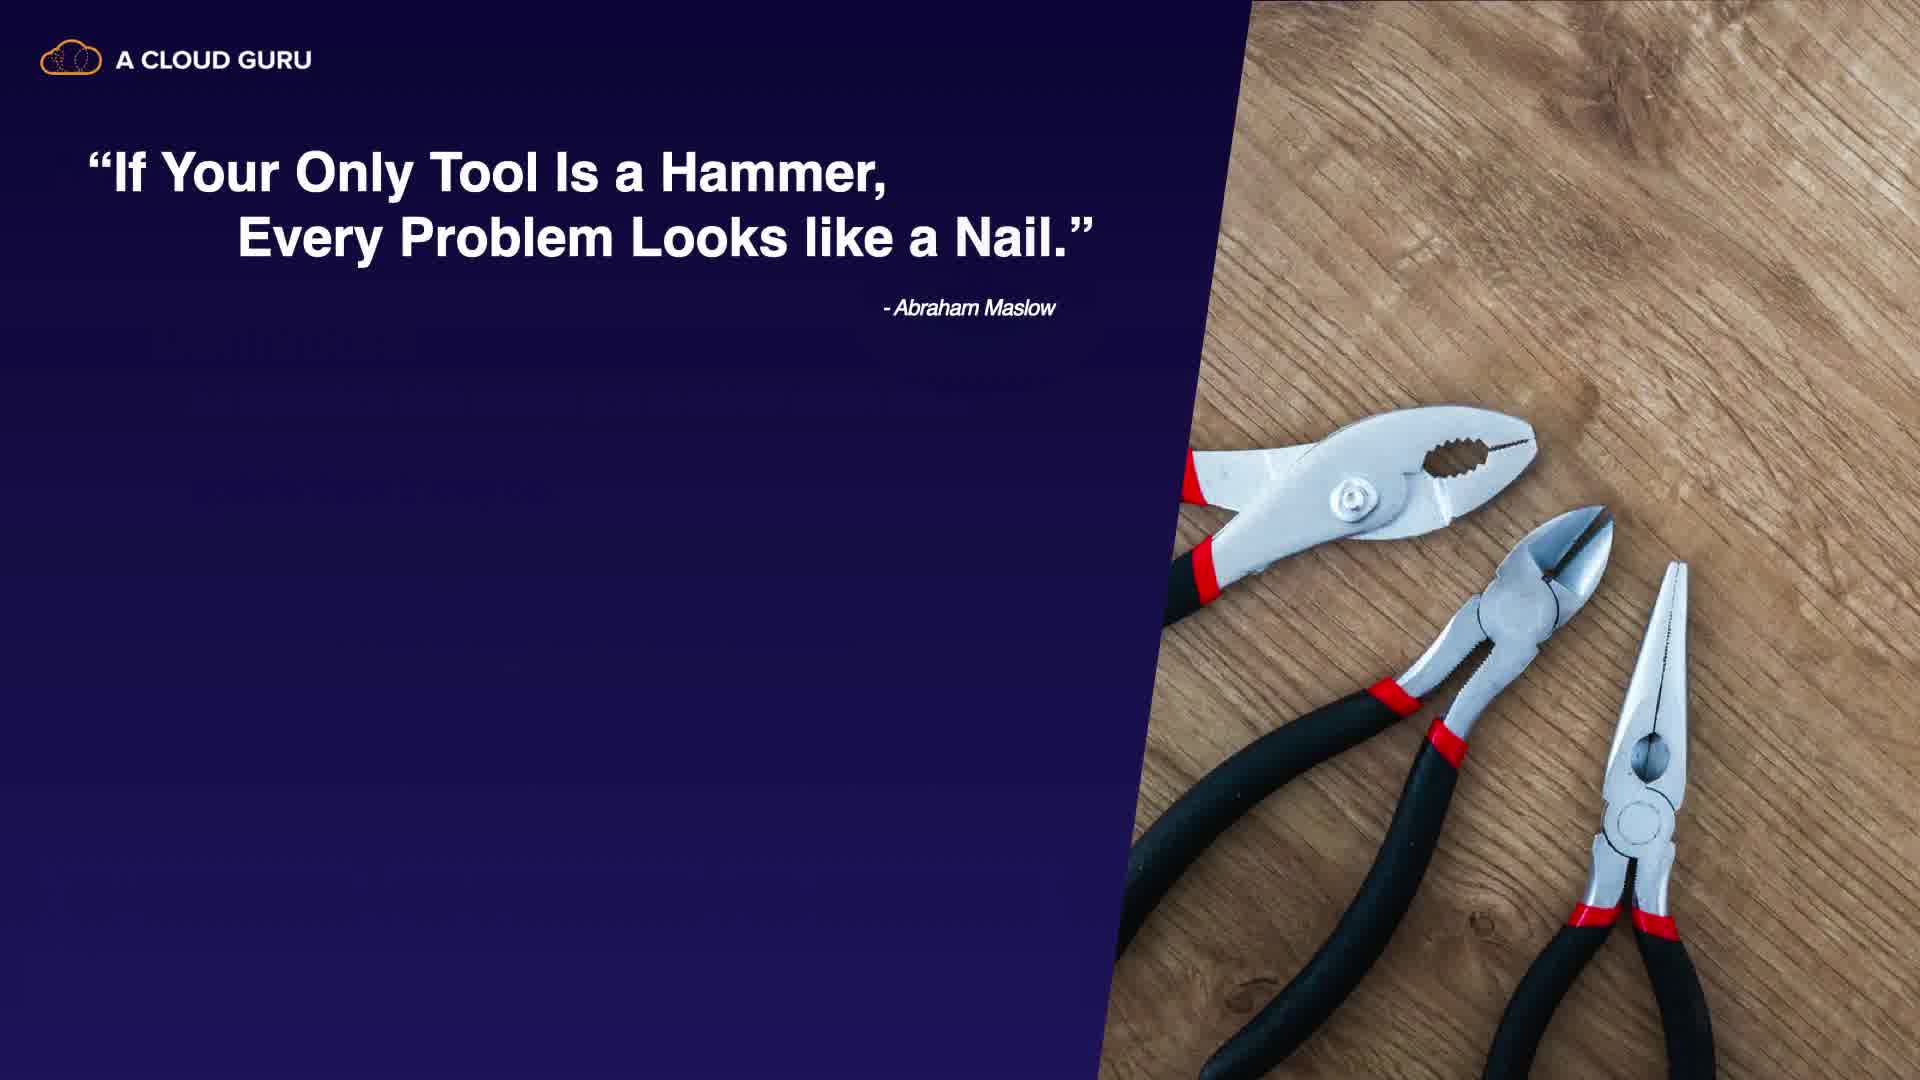 A CLOUD GURU
“If Your Only Tool Is a Hammer,
Every Problem Looks like a Nail.”
- Abraham Maslow